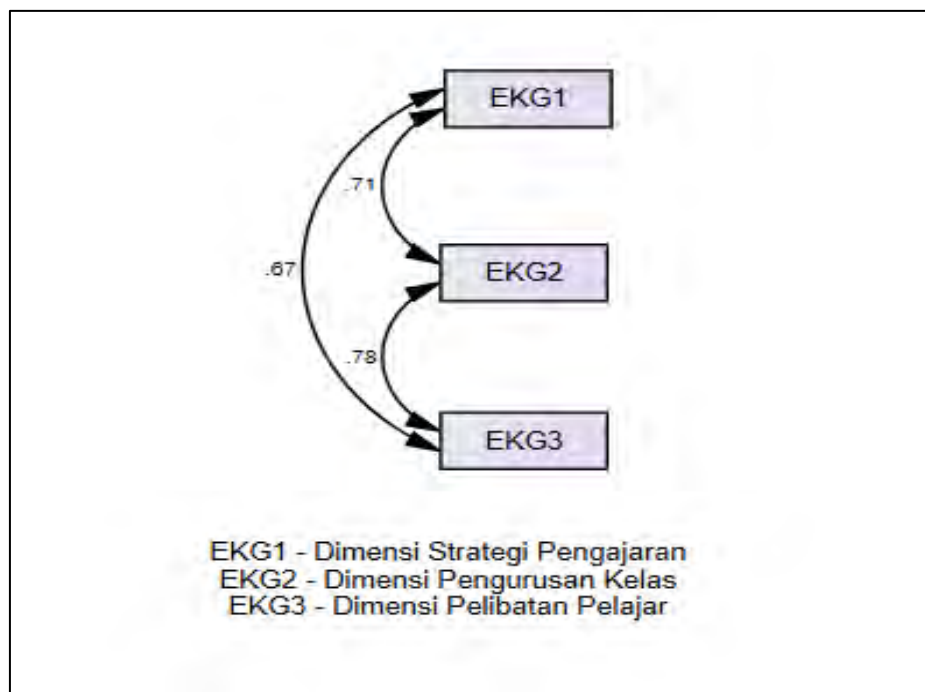 EKG1
.71
EKG2
.67
.78
EKG3
EKG1 - Dimensi Strategi Pengajaran
EKG2 - Dimensi Pengurusan Kelas
EKG3 - Dimensi Pelibatan Pelajar